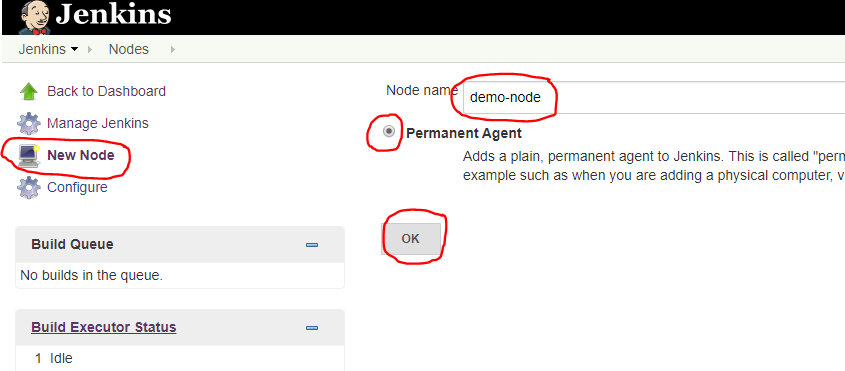 Jenkins
Jenkins Nodes
Back to Dashboard
Manage Jenkins
New Node
Configure
Build Queue
No builds in the queue.
Build Executor Status
1 Idle
Node name demo-node
Permanent Agent
Adds a plain, permanent agent to Jenkins. This is called "perm
example such as when you are adding a physical computer, v
OK